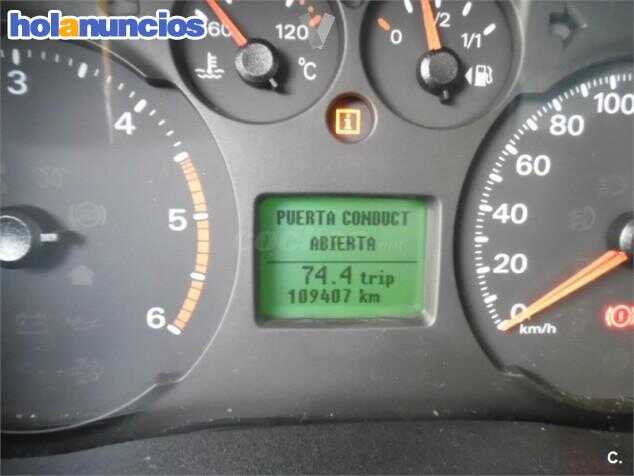 holanuncios
60 120
°C
0 1/2 1/1
i
3
4
5
6
PUERTA CONDUCT
ABIERTA
74.4 trip
109407 km
100
80
60
40
20
0
km/h
C.